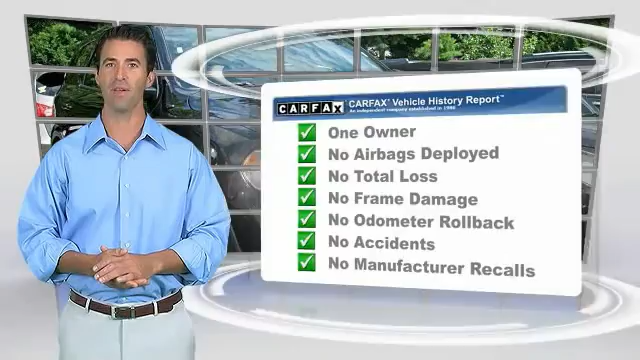 CARFAX CARFAX Vehicle History Report™
An independent company established in 1986
One Owner
No Airbags Deployed
No Total Loss
No Frame Damage
No Odometer Rollback
No Accidents
No Manufacturer Recalls